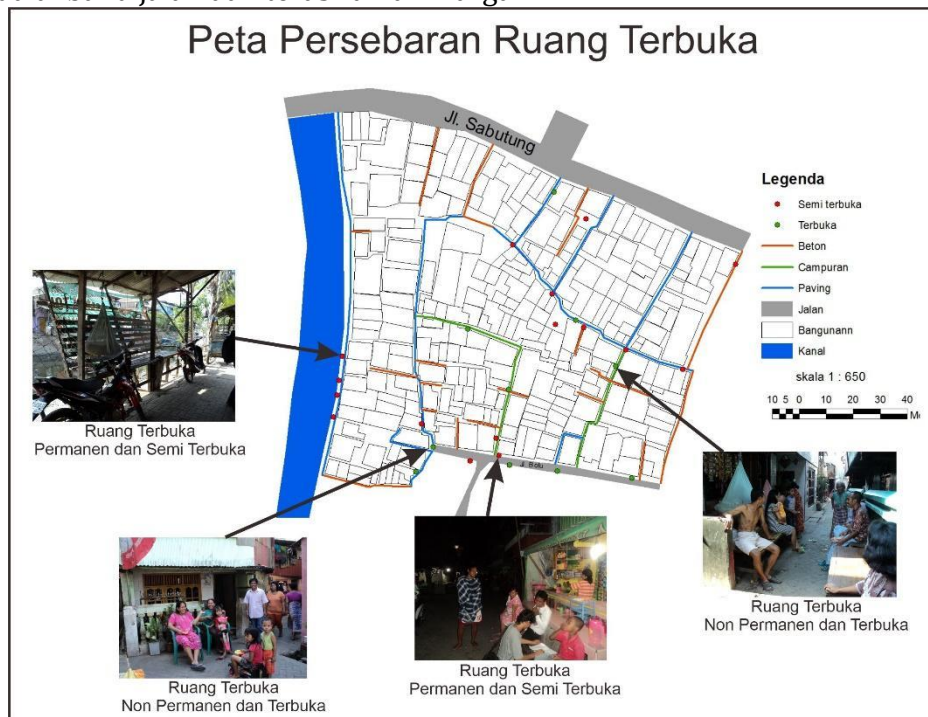 Peta Persebaran Ruang Terbuka
Jl. Sabutung
Legenda
Semi terbuka
Terbuka
Beton
Campuran
Paving
Jalan
Bangunann
Kanal
skala 1 : 650
10 5 0 10 20 30 40
Ruang Terbuka
Permanen dan Semi Terbuka
Ruang Terbuka
Non Permanen dan Terbuka
Ruang Terbuka
Permanen dan Semi Terbuka
Ruang Terbuka
Non Permanen dan Terbuka